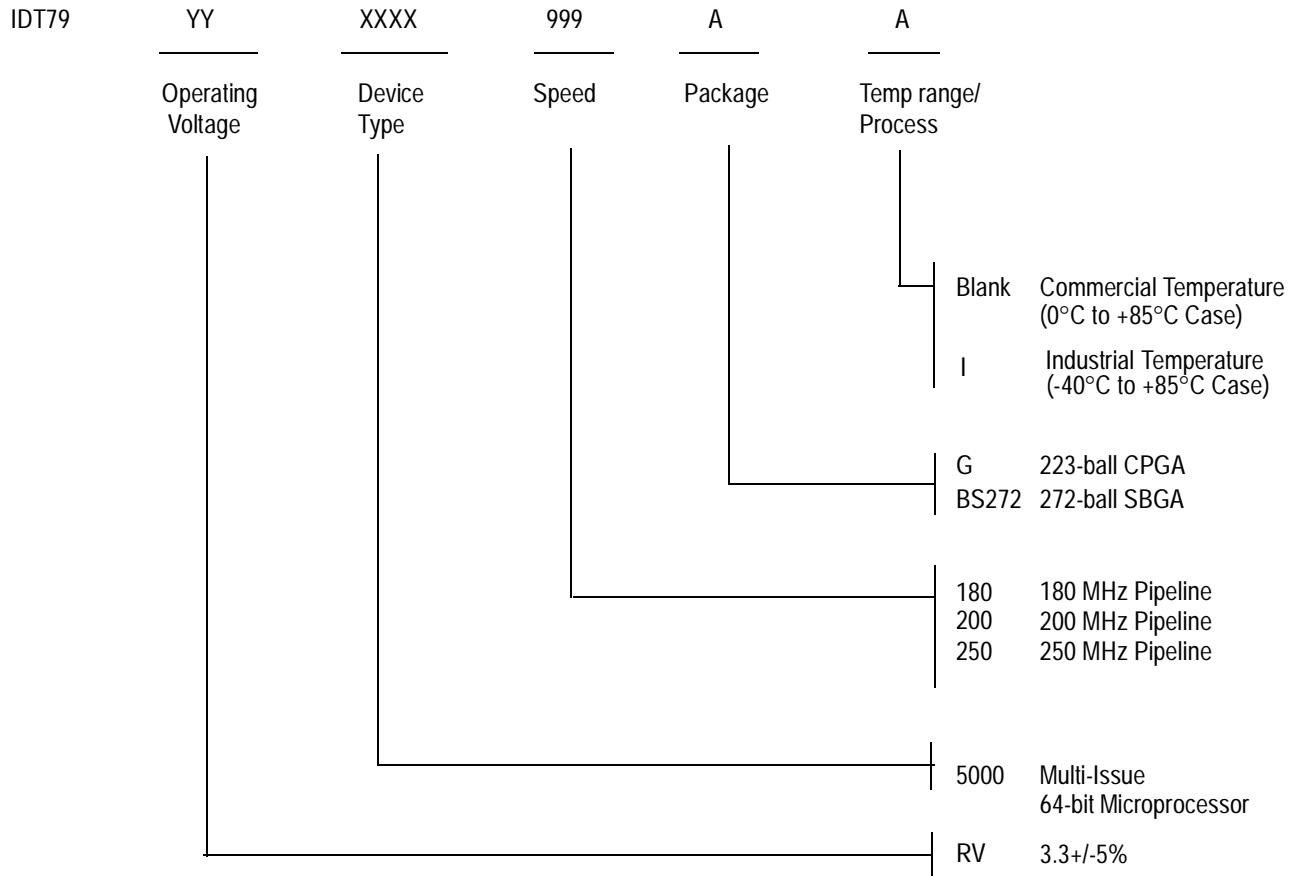 IDT79 YY XXXX 999 A A
Operating Device Speed Package Temp range/
Voltage Type Process
Blank Commercial Temperature
(0°C to +85°C Case)
I Industrial Temperature
(-40°C to +85°C Case)
G 223-ball CPGA
BS272 272-ball SBGA
180 180 MHz Pipeline
200 200 MHz Pipeline
250 250 MHz Pipeline
5000 Multi-Issue
64-bit Microprocessor
RV 3.3+/-5%